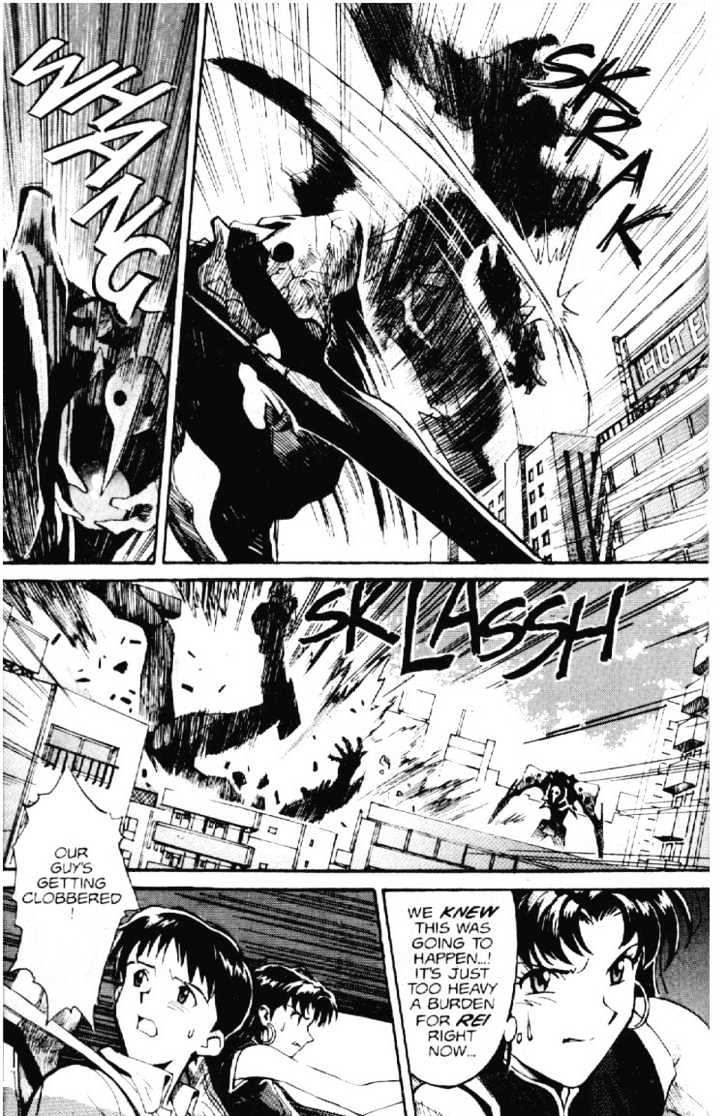 WHANG
SKRAK
HOTE
SKLASSH
OUR
GUY'S
GETTING
CLOBBERED
!
WE KNEW
THIS WAS
GOING TO
HAPPEN...!
IT'S JUST
TOO HEAVY
A BURDEN
FOR REI
RIGHT
NOW...